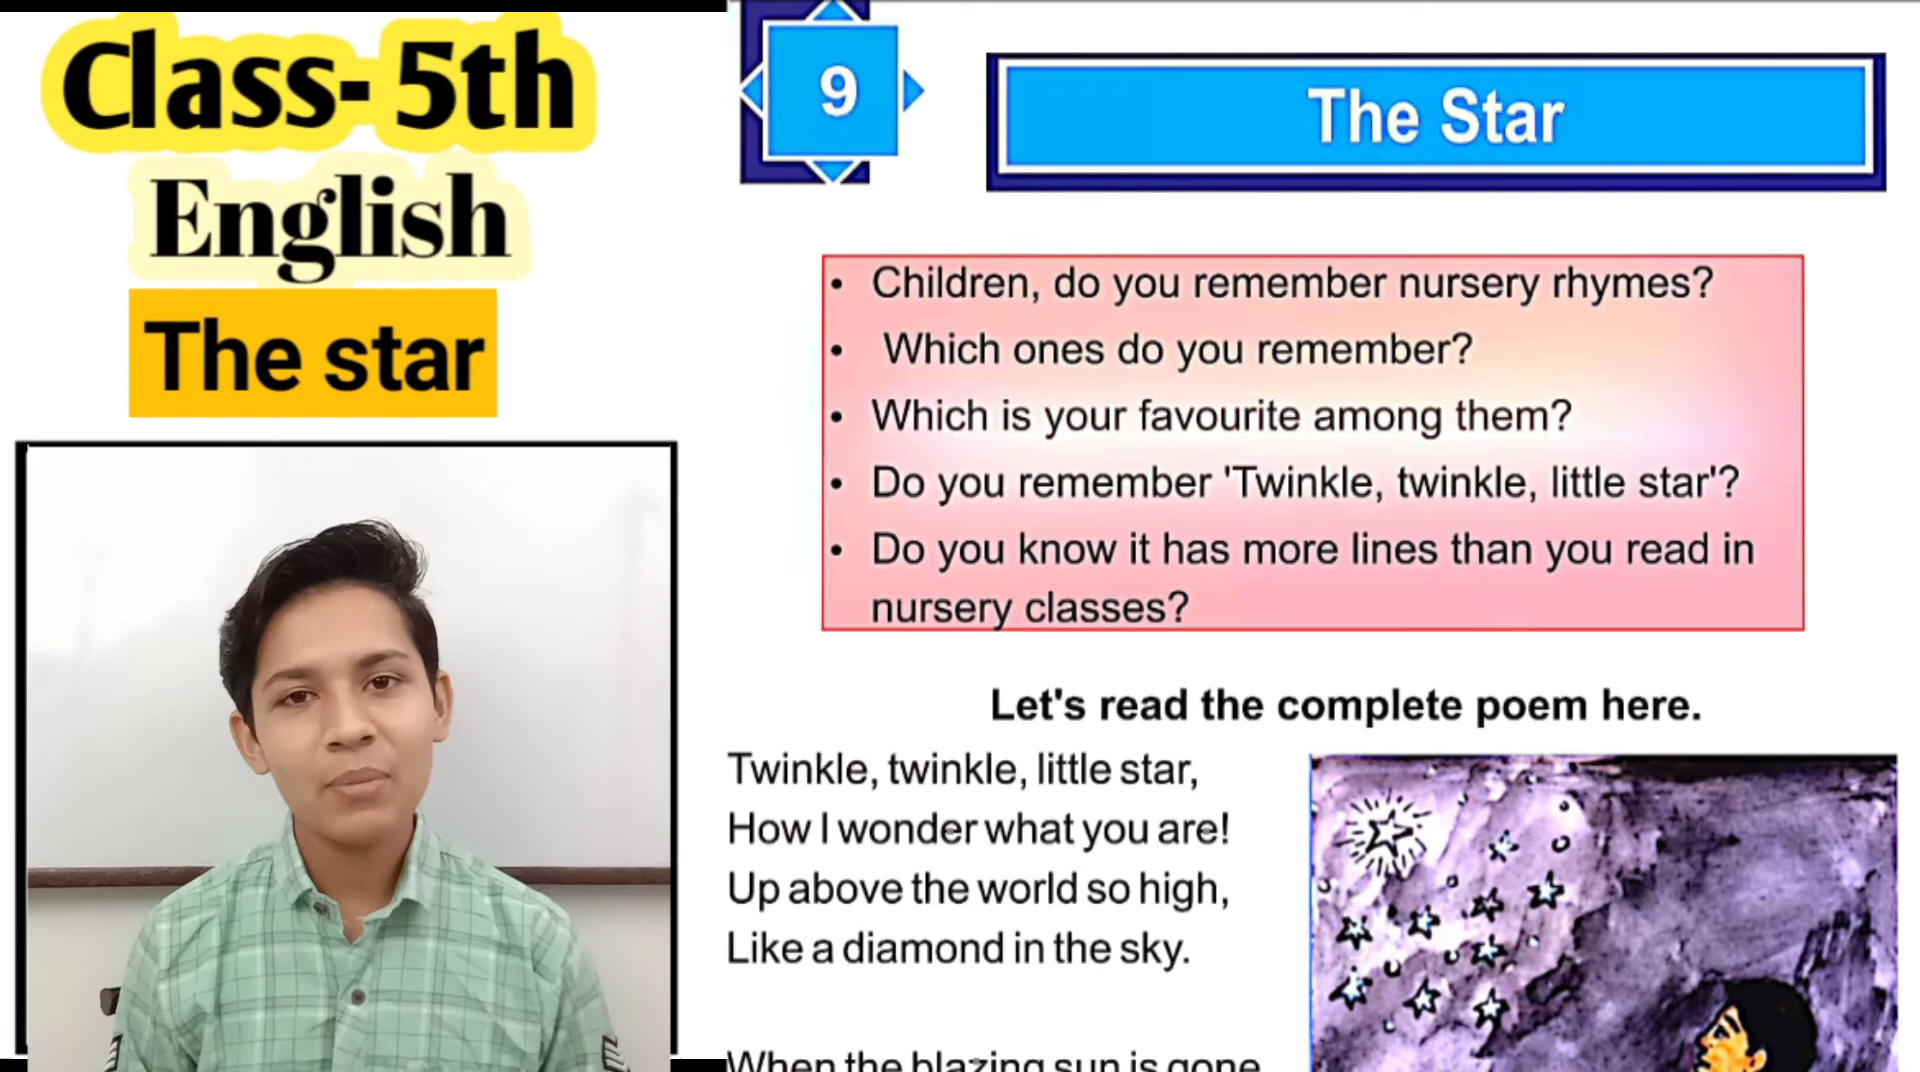 Class- 5th
English
The star
9
The Star
• Children, do you remember nursery rhymes?
• Which ones do you remember?
• Which is your favourite among them?
• Do you remember 'Twinkle, twinkle, little star'?
• Do you know it has more lines than you read in
nursery classes?
Let's read the complete poem here.
Twinkle, twinkle, little star,
How I wonder what you are!
Up above the world so high,
Like a diamond in the sky.
When the blazing sun is gone